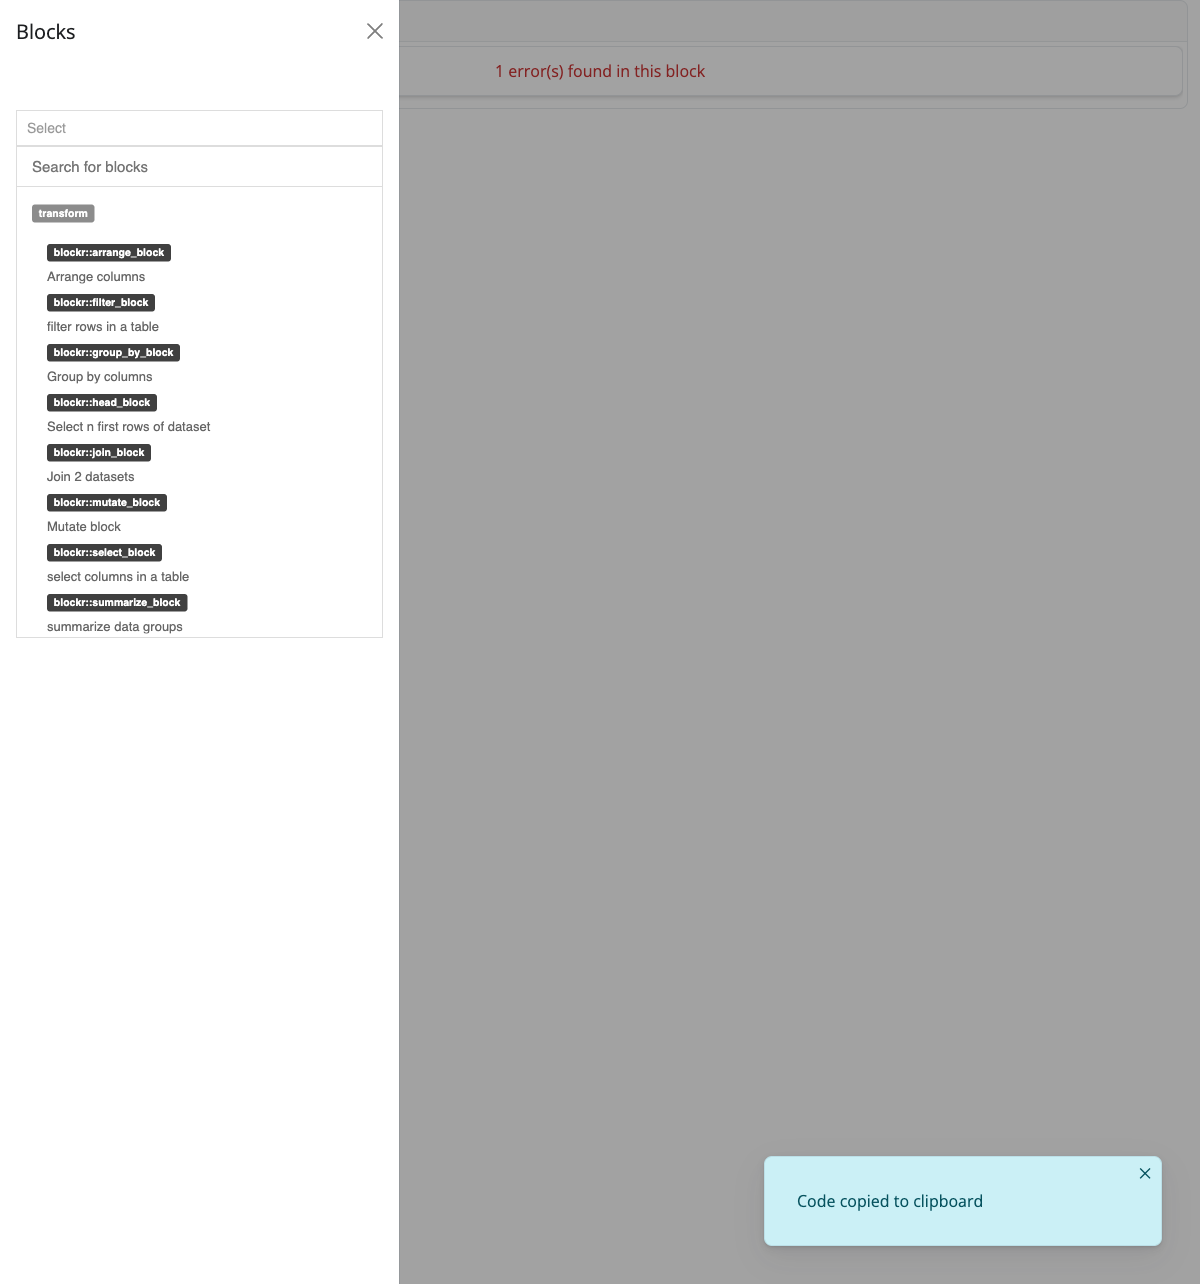 Blocks
1 error(s) found in this block
Select
Search for blocks
transform
blockr::arrange_block
Arrange columns
blockr::filter_block
filter rows in a table
blockr::group_by_block
Group by columns
blockr::head_block
Select n first rows of dataset
blockr::join_block
Join 2 datasets
blockr::mutate_block
Mutate block
blockr::select_block
select columns in a table
blockr::summarize_block
summarize data groups
Code copied to clipboard